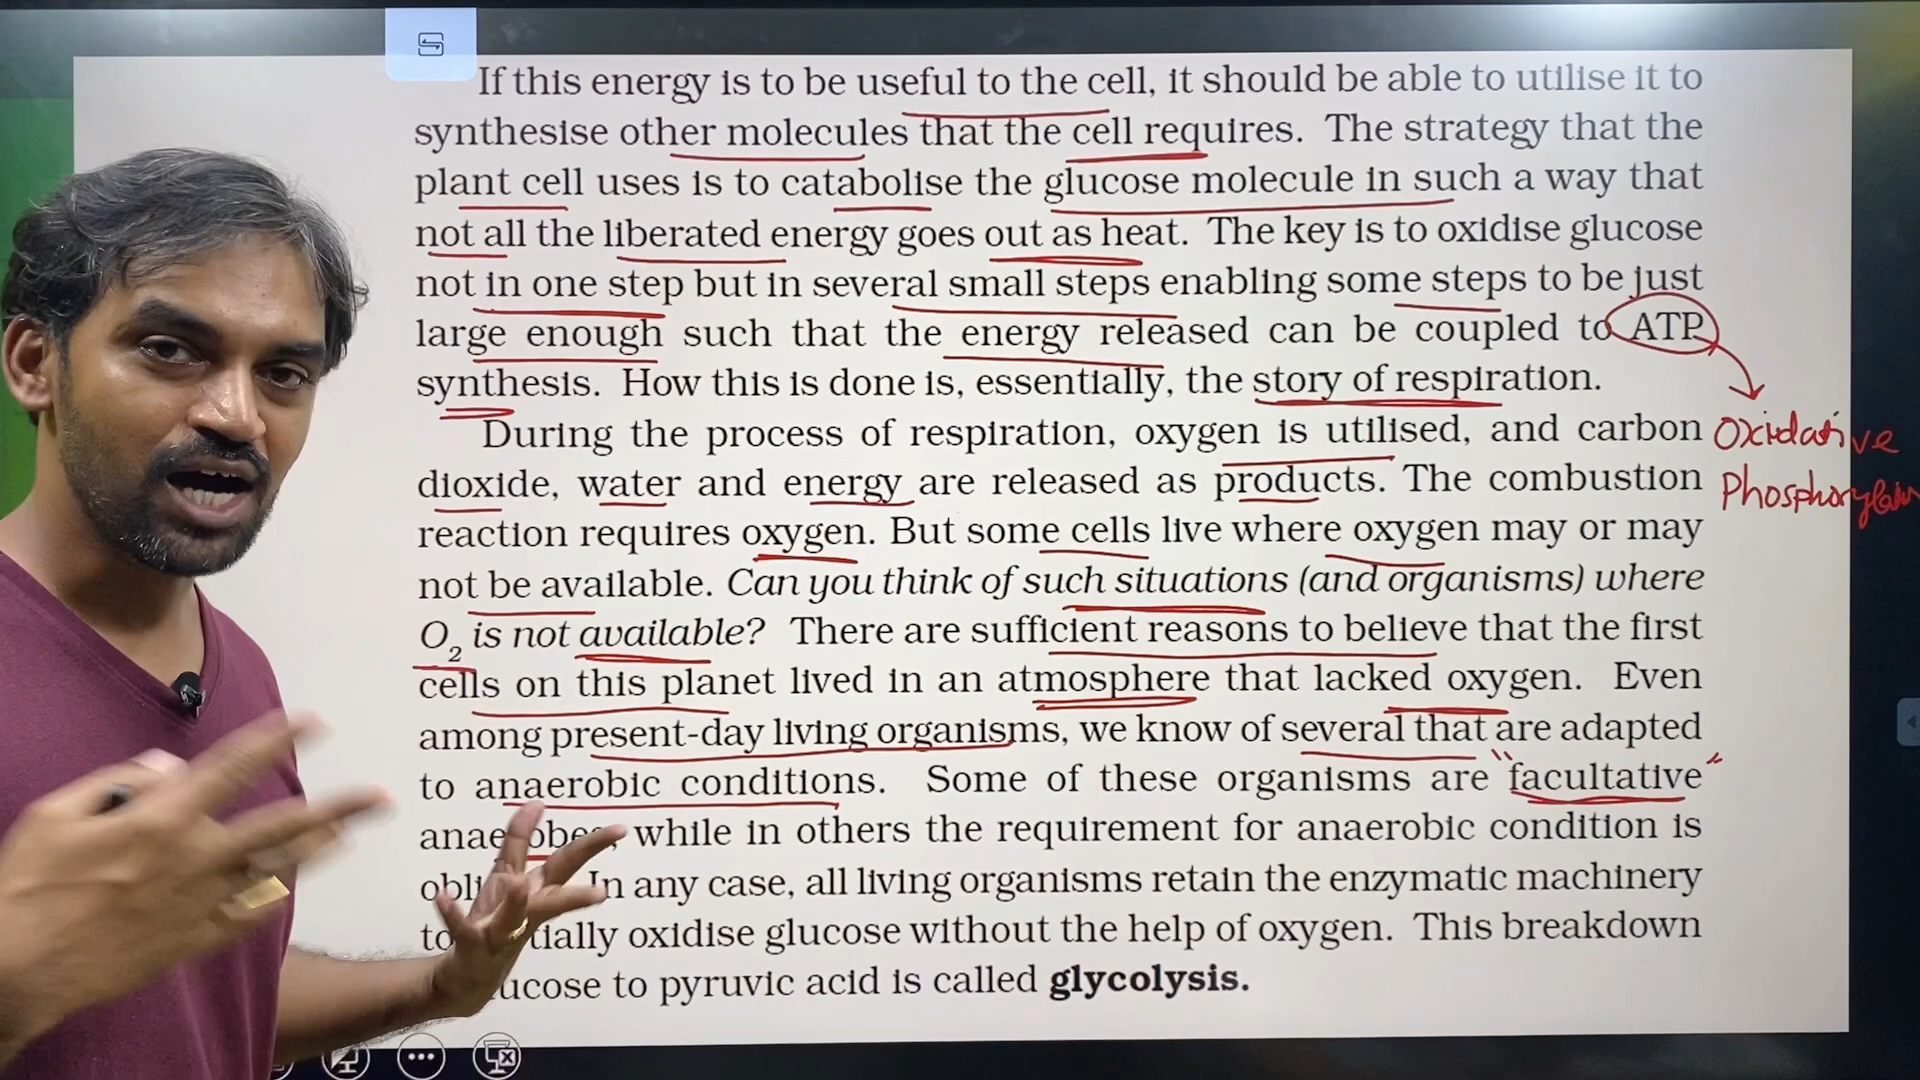 If this energy is to be useful to the cell, it should be able to utilise it to
synthesise other molecules that the cell requires. The strategy that the
plant cell uses is to catabolise the glucose molecule in such a way that
not all the liberated energy goes out as heat. The key is to oxidise glucose
not in one step but in several small steps enabling some steps to be just
large enough such that the energy released can be coupled to ATP
synthesis. How this is done is, essentially, the story of respiration.
During the process of respiration, oxygen is utilised, and carbon
Oxidative
dioxide, water and energy are released as products. The combustion
Phosphorylation
reaction requires oxygen. But some cells live where oxygen may or may
not be available. Can you think of such situations (and organisms) where
O2 is not available? There are sufficient reasons to believe that the first
cells on this planet lived in an atmosphere that lacked oxygen. Even
among present-day living organisms, we know of several that are adapted
to anaerobic conditions. Some of these organisms are "facultative"
while in others the requirement for anaerobic condition is
In any case, all living organisms retain the enzymatic machinery
to oxidise glucose without the help of oxygen. This breakdown
to pyruvic acid is called glycolysis.